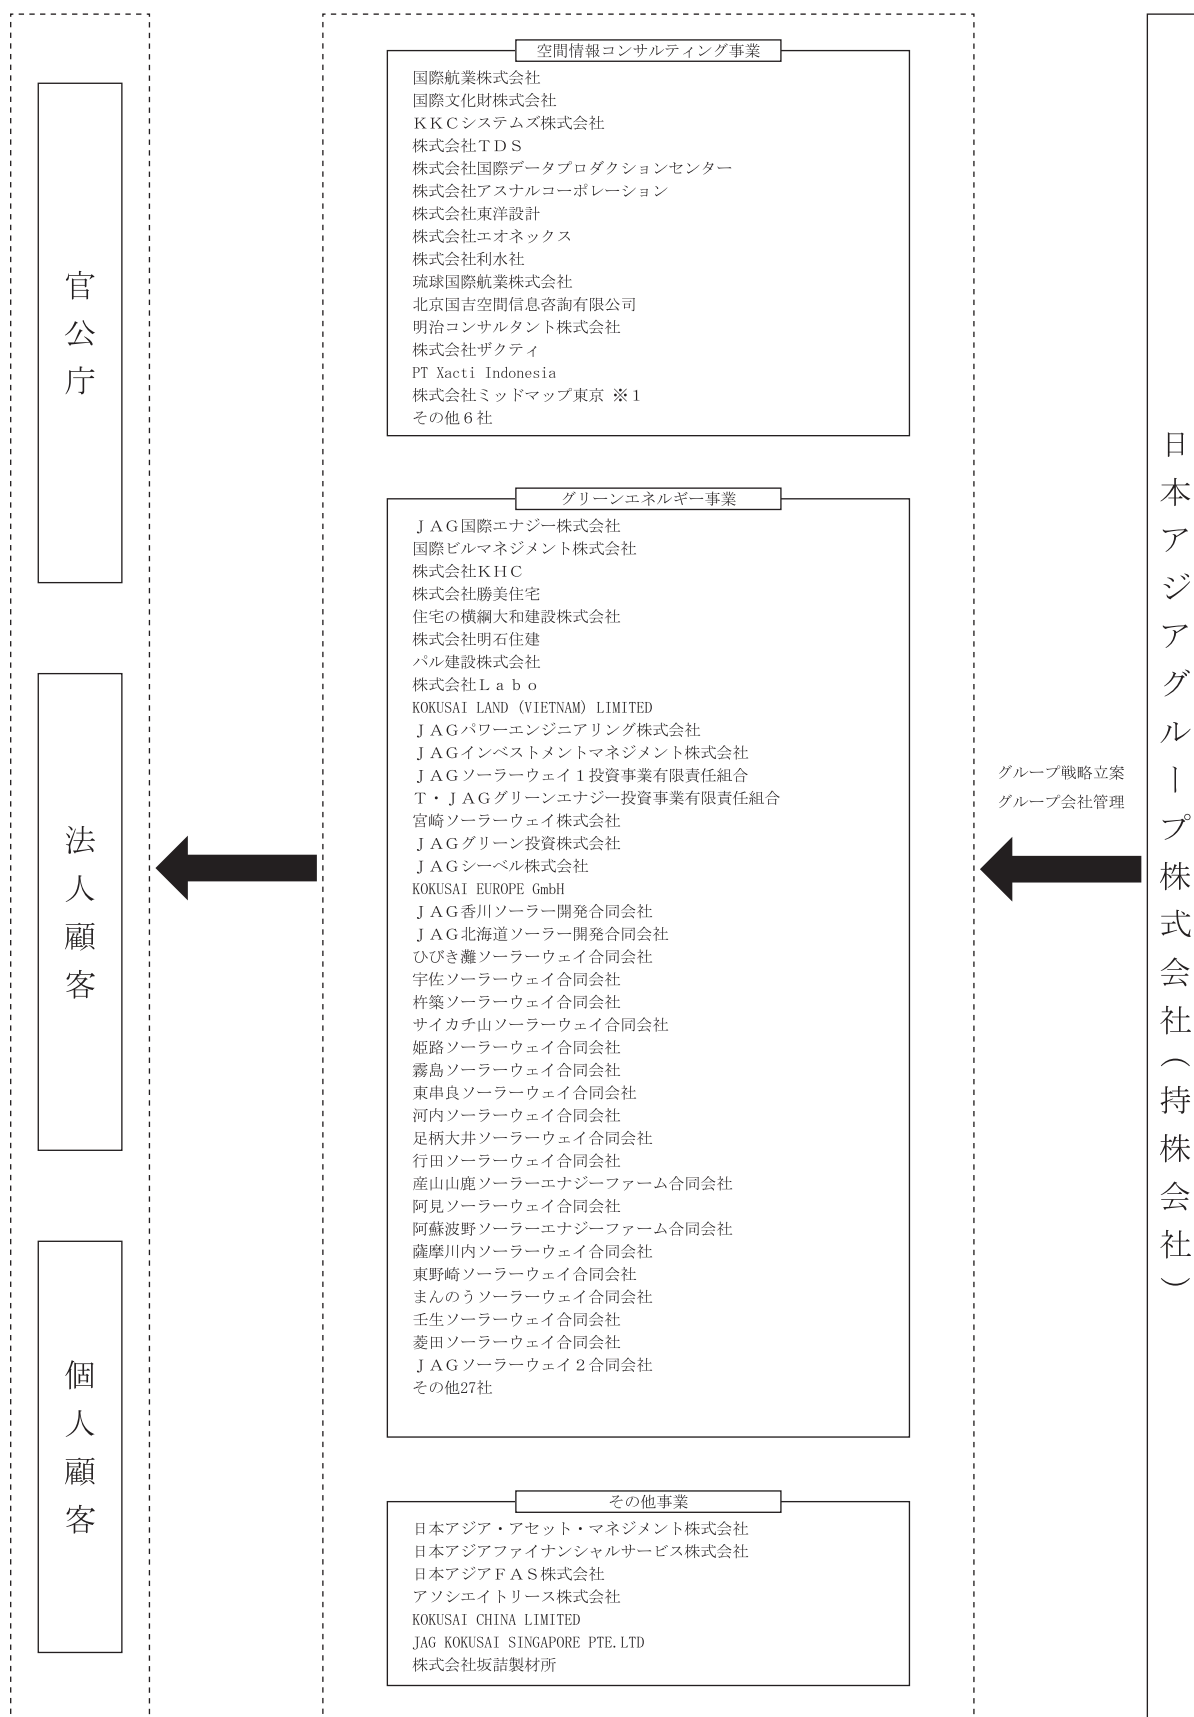 官公庁
法人顧客
個人顧客
空間情報コンサルティング事業
国際航業株式会社
国際文化財株式会社
ＫＫＣシステムズ株式会社
株式会社ＴＤＳ
株式会社国際データプロダクションセンター
株式会社アスナルコーポレーション
株式会社東洋設計
株式会社エオネックス
株式会社利水社
琉球国際航業株式会社
北京国吉空間信息咨詢有限公司
明治コンサルタント株式会社
株式会社ザクティ
PT Xacti Indonesia
株式会社ミッドマップ東京 ※１
その他６社
グリーンエネルギー事業
ＪＡＧ国際エナジー株式会社
国際ビルマネジメント株式会社
株式会社ＫＨＣ
株式会社勝美住宅
住宅の横綱大和建設株式会社
株式会社明石住建
パル建設株式会社
株式会社Ｌａｂｏ
KOKUSAI LAND (VIETNAM) LIMITED
ＪＡＧパワーエンジニアリング株式会社
ＪＡＧインベストメントマネジメント株式会社
ＪＡＧソーラーウェイ１投資事業有限責任組合
Ｔ・ＪＡＧグリーンエナジー投資事業有限責任組合
宮崎ソーラーウェイ株式会社
ＪＡＧグリーン投資株式会社
ＪＡＧシーベル株式会社
KOKUSAI EUROPE GmbH
ＪＡＧ香川ソーラー開発合同会社
ＪＡＧ北海道ソーラー開発合同会社
ひびき灘ソーラーウェイ合同会社
宇佐ソーラーウェイ合同会社
杵築ソーラーウェイ合同会社
サイカチ山ソーラーウェイ合同会社
姫路ソーラーウェイ合同会社
霧島ソーラーウェイ合同会社
東串良ソーラーウェイ合同会社
河内ソーラーウェイ合同会社
足柄大井ソーラーウェイ合同会社
行田ソーラーウェイ合同会社
産山山鹿ソーラーエナジーファーム合同会社
阿見ソーラーウェイ合同会社
阿蘇波野ソーラーエナジーファーム合同会社
薩摩川内ソーラーウェイ合同会社
東野崎ソーラーウェイ合同会社
まんのうソーラーウェイ合同会社
壬生ソーラーウェイ合同会社
菱田ソーラーウェイ合同会社
ＪＡＧソーラーウェイ２合同会社
その他27社
その他事業
日本アジア・アセット・マネジメント株式会社
日本アジアファイナンシャルサービス株式会社
日本アジアＦＡＳ株式会社
アソシエイトリース株式会社
KOKUSAI CHINA LIMITED
JAG KOKUSAI SINGAPORE PTE.LTD
株式会社坂詰製材所
グループ戦略立案
グループ会社管理
日本アジアグループ株式会社（持株会社）